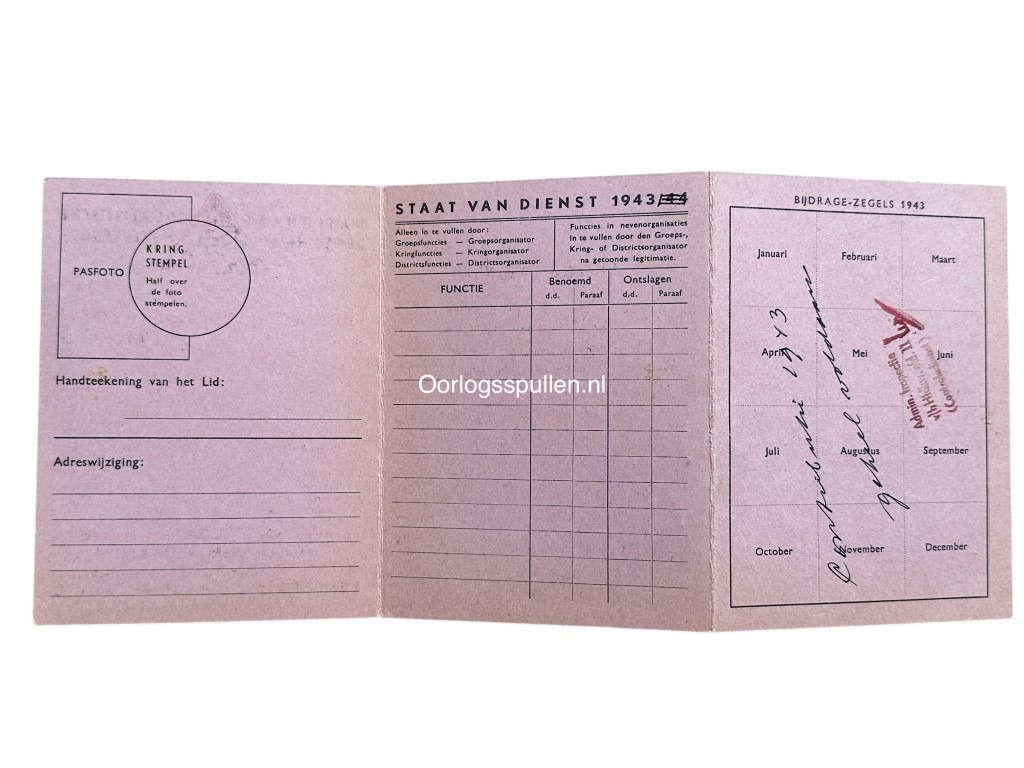 PASFOTO
KRING-
STEMPEL
Half over
de foto
stempelen.
Handteekening van het Lid:
Adreswijziging:
STAAT VAN DIENST 1943/44
Alleen in te vullen door:
Groepsfuncties — Groepsorganisator
Kringfuncties — Kringorganisator
Districtsfuncties — Districtsorganisator
Functies in nevenorganisaties
In te vullen door den Groeps-,
Kring- of Districtsorganisator
na getoonde legitimatie.
FUNCTIE
Benoemd
Ontslagen
d.d. Paraaf d.d. Paraaf
Oorlogsspullen.nl
BIJDRAGE-ZEGELS 1943
Januari Februari Maart
April Mei Juni
Juli Augustus September
October November December
Contributie 1943
geheel voldaan
Admin. Inspectie II